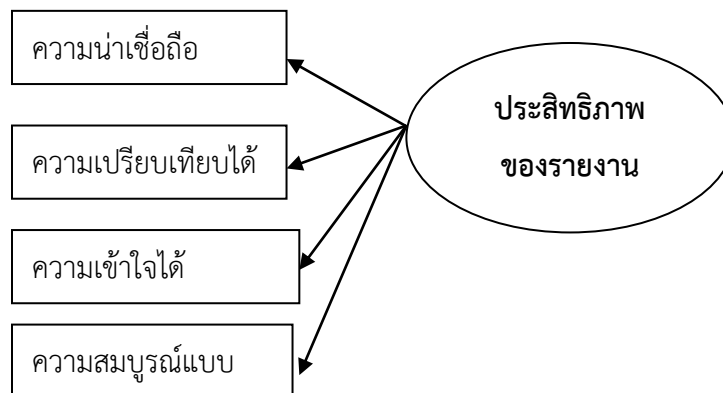 ความน่าเชื่อถือ
ความเปรียบเทียบได้
ความเข้าใจได้
ความสมบูรณ์แบบ
ประสิทธิภาพ
ของรายงาน